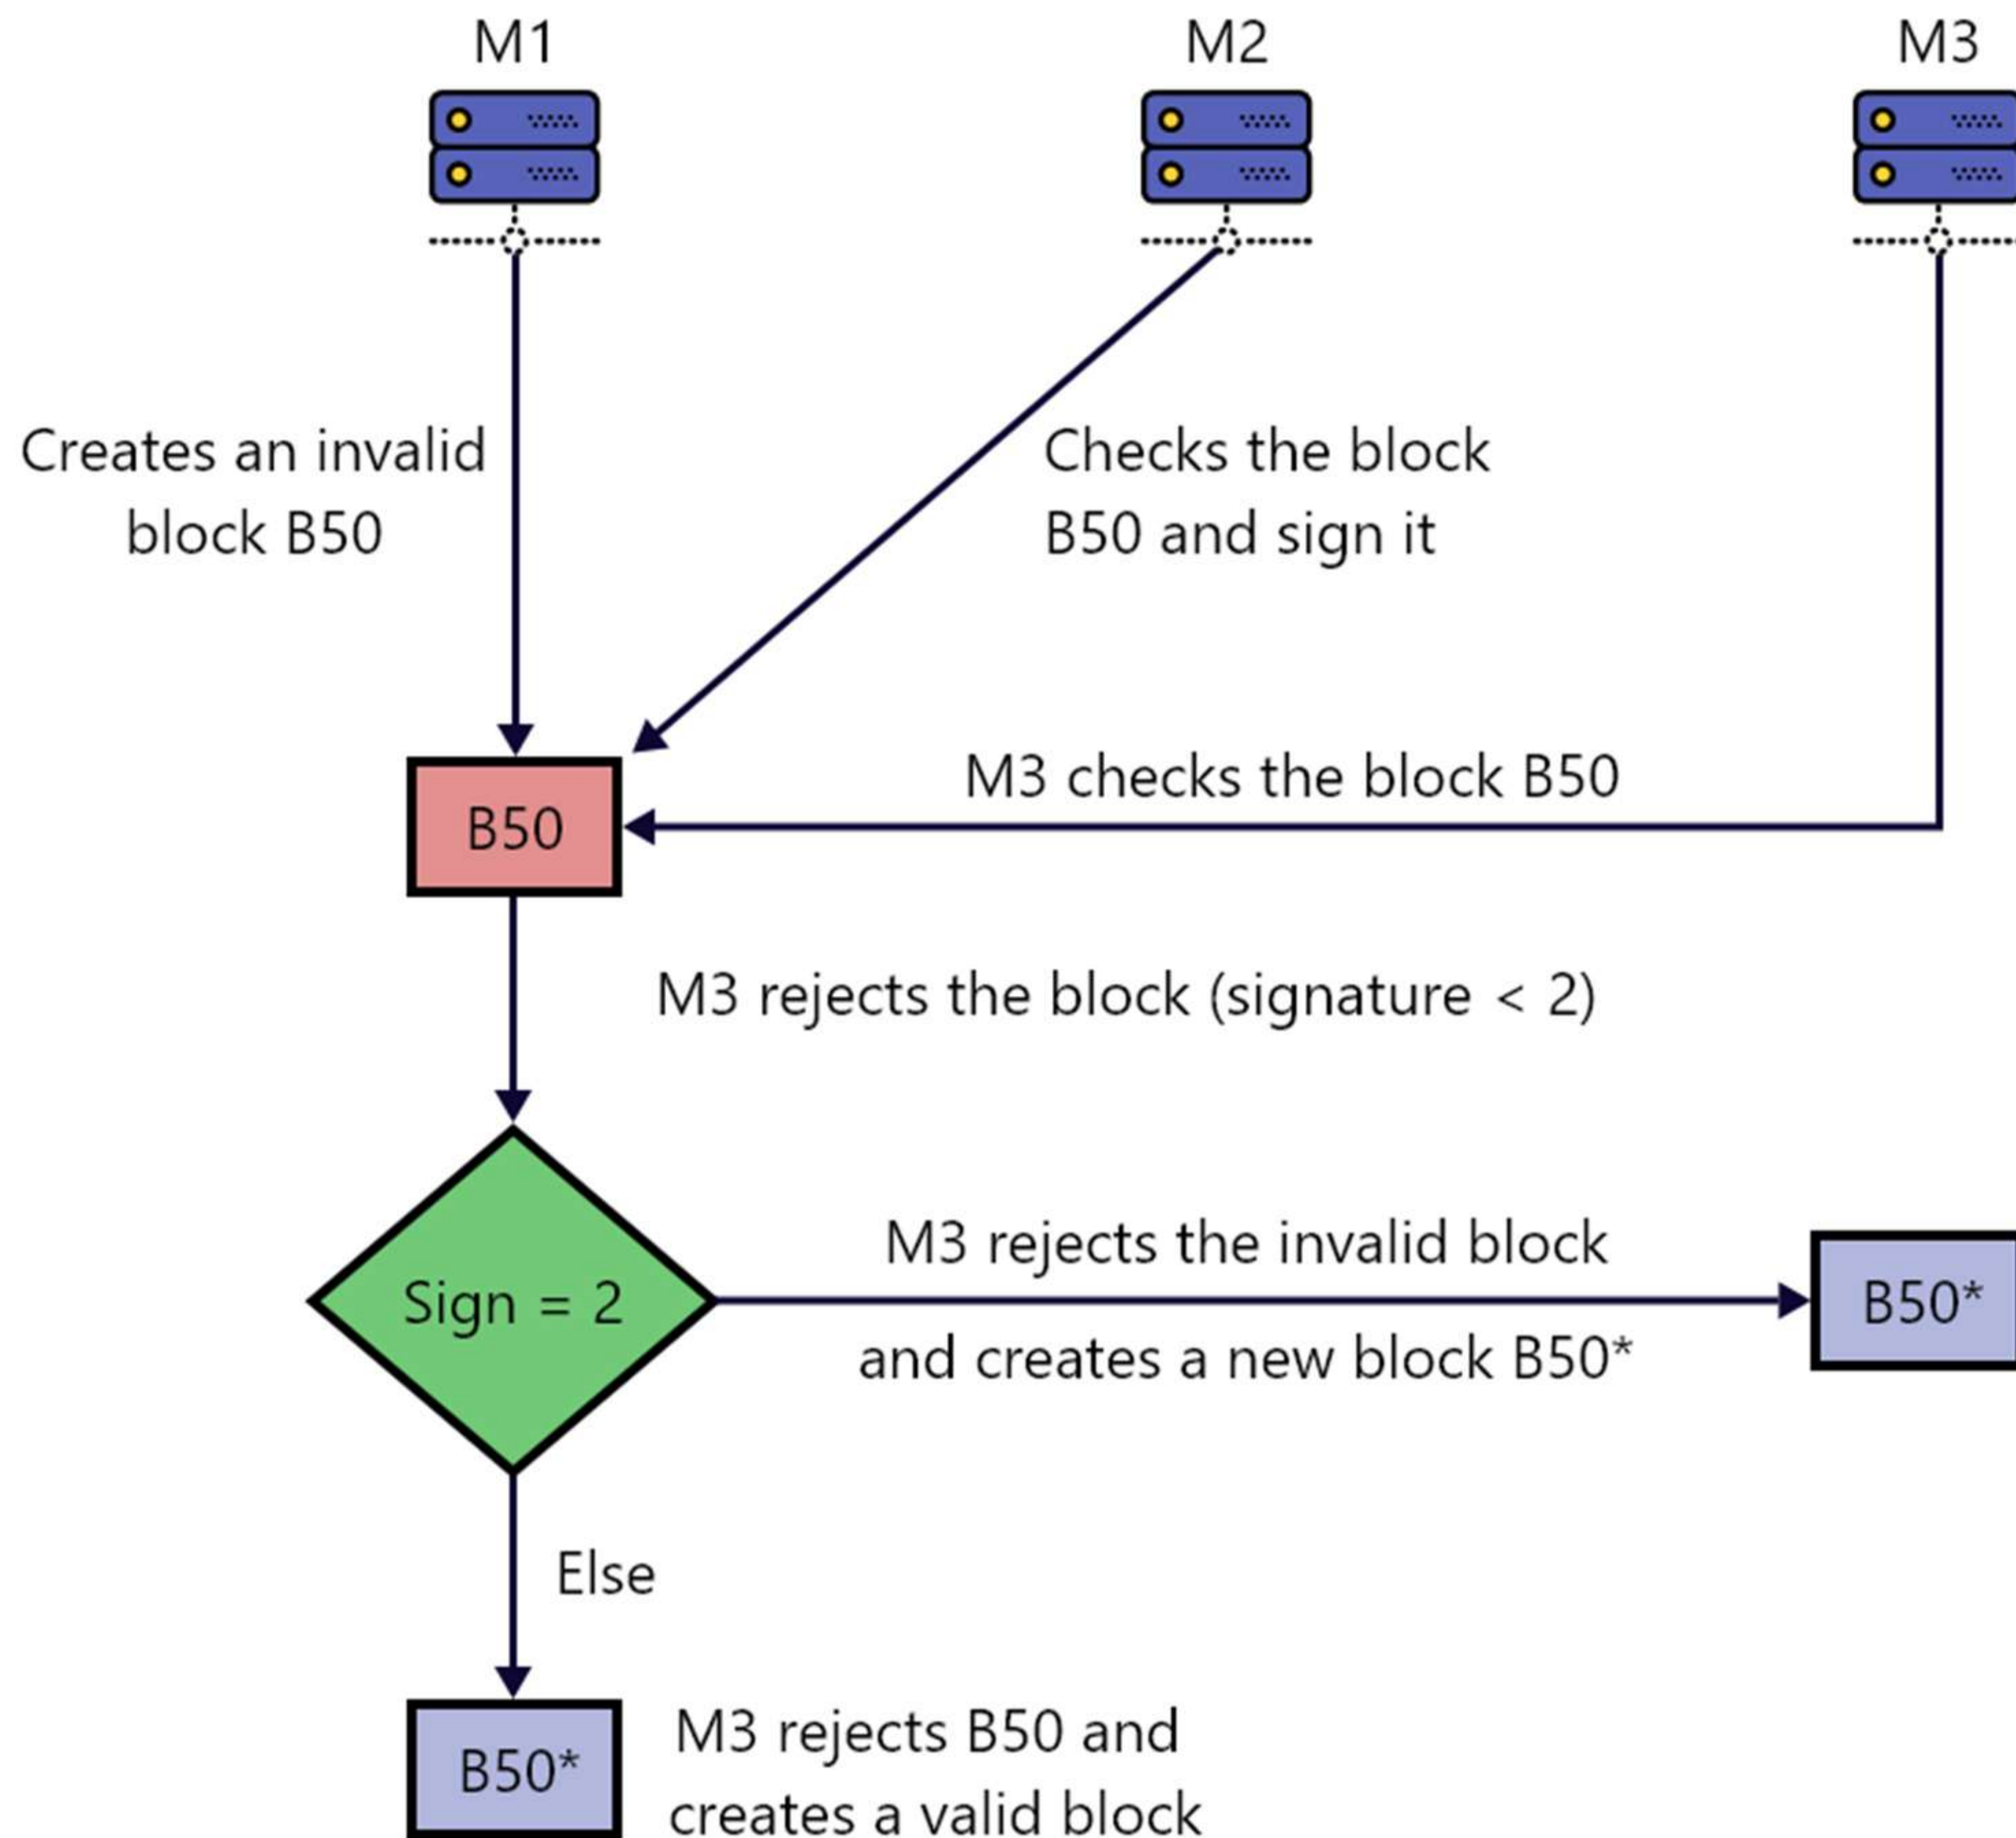 M1
M2
M3
Creates an invalid
block B50
Checks the block
B50 and sign it
M3 checks the block B50
B50
M3 rejects the block (signature < 2)
M3 rejects the invalid block
Sign = 2
B50*
and creates a new block B50*
Else
M3 rejects B50 and
B50*
creates a valid block